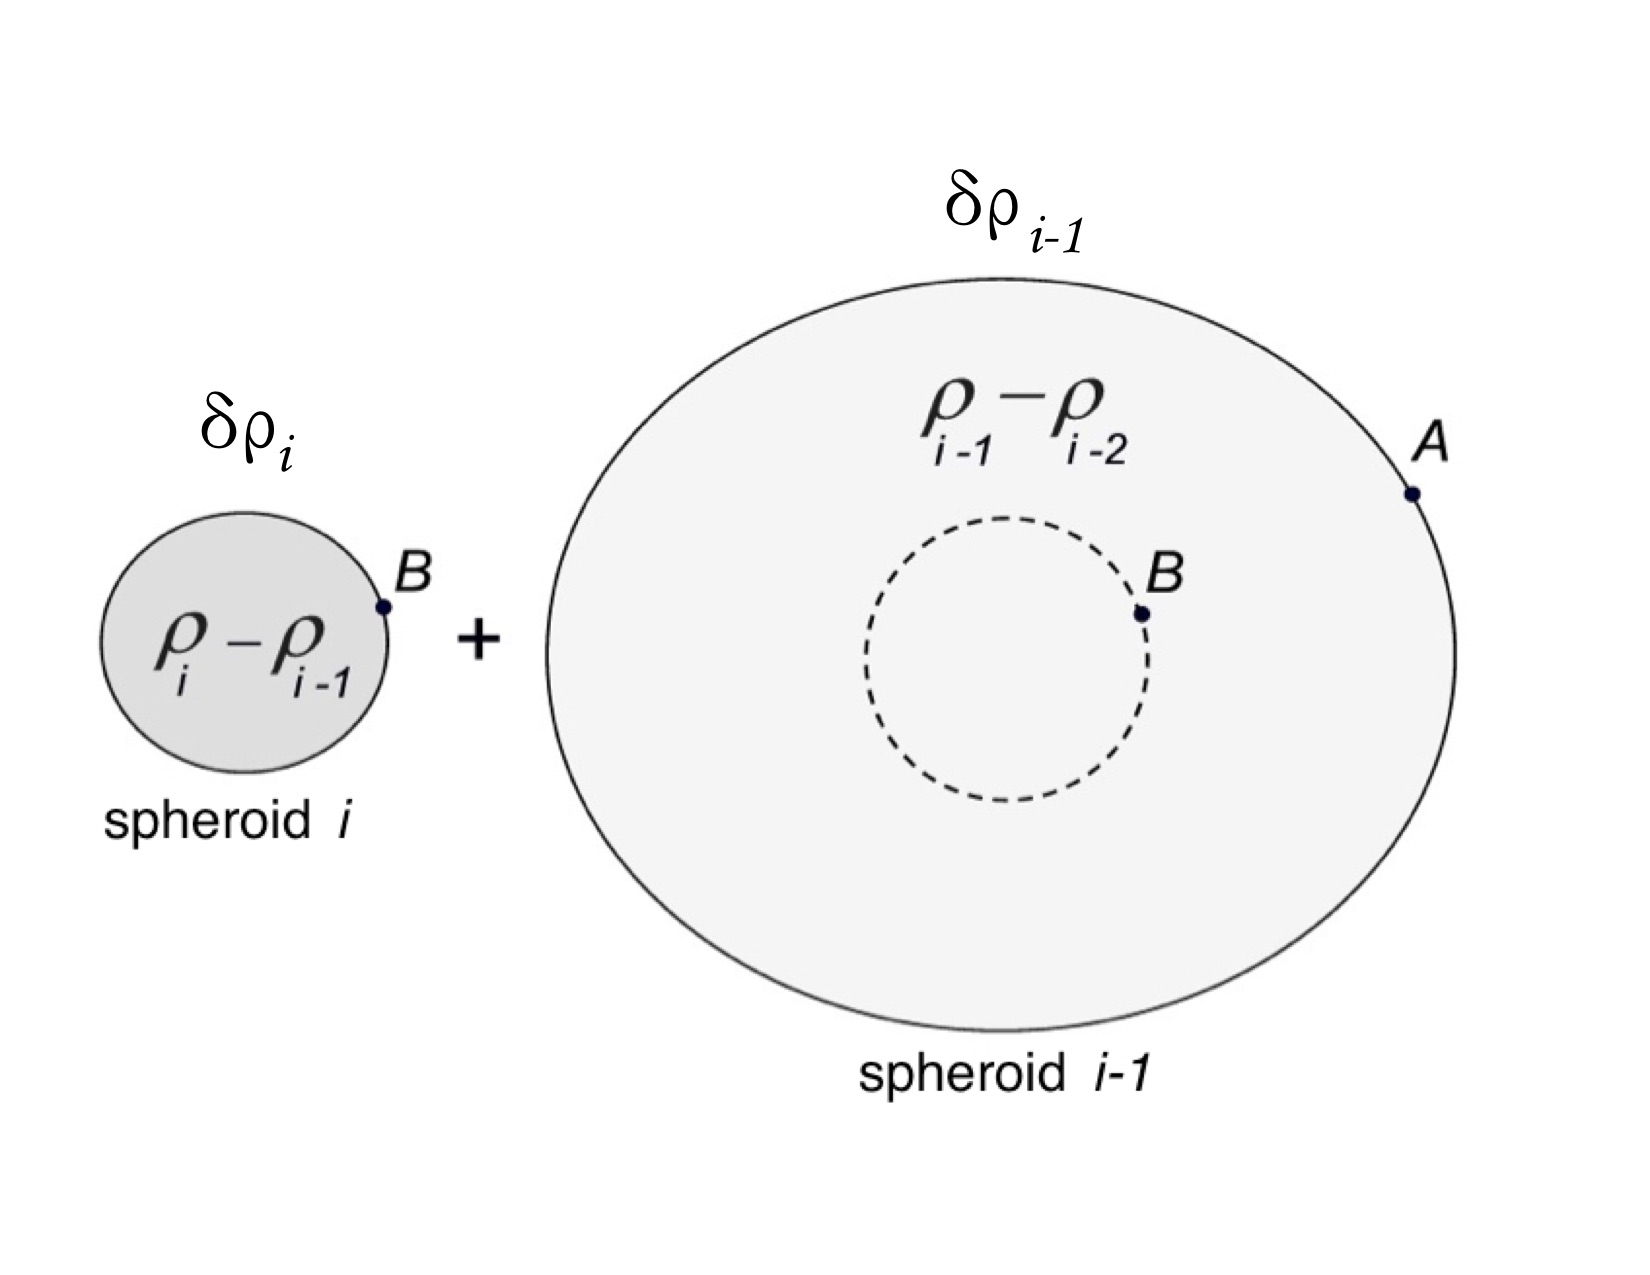 δρ i-1
ρ i-1 – ρ i-2
A
δρ i
B
B
ρ i – ρ i-1
+
spheroid i
spheroid i-1